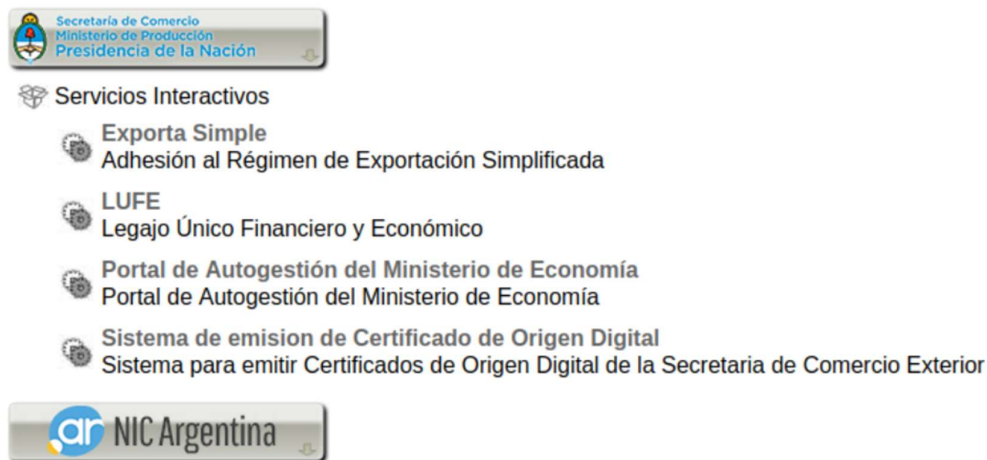 Secretaría de Comercio
Ministerio de Producción
Presidencia de la Nación
Servicios Interactivos
Exporta Simple
Adhesión al Régimen de Exportación Simplificada
LUFE
Legajo Único Financiero y Económico
Portal de Autogestión del Ministerio de Economía
Portal de Autogestión del Ministerio de Economía
Sistema de emision de Certificado de Origen Digital
Sistema para emitir Certificados de Origen Digital de la Secretaria de Comercio Exterior
.ar NIC Argentina